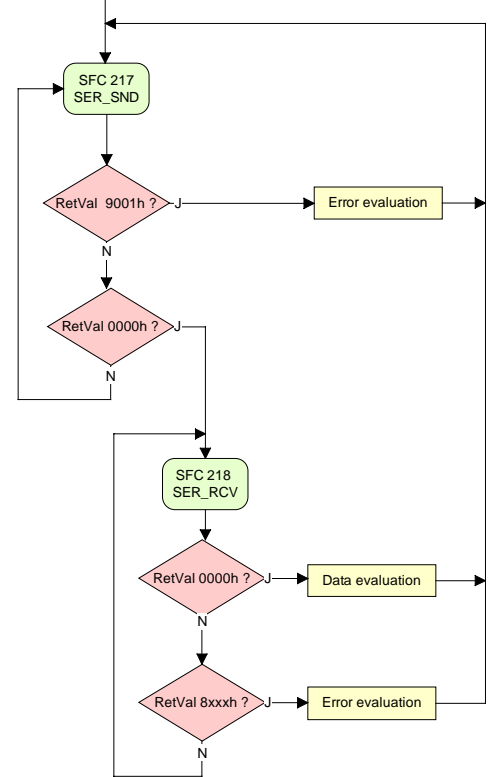 SFC 217
SER_SND
RetVal 9001h ?
J
Error evaluation
N
RetVal 0000h ?
J
N
SFC 218
SER_RCV
RetVal 0000h ?
J
Data evaluation
N
RetVal 8xxxh ?
J
Error evaluation
N